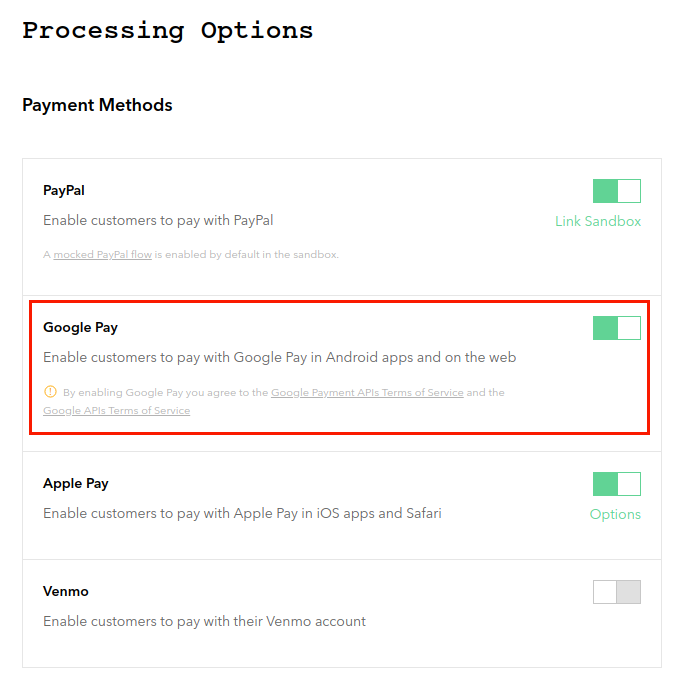 Processing Options
Payment Methods
PayPal
Enable customers to pay with PayPal
Link Sandbox
A mocked PayPal flow is enabled by default in the sandbox.
Google Pay
Enable customers to pay with Google Pay in Android apps and on the web
By enabling Google Pay you agree to the Google Payment APIs Terms of Service and the
Google APIs Terms of Service
Apple Pay
Enable customers to pay with Apple Pay in iOS apps and Safari
Options
Venmo
Enable customers to pay with their Venmo account